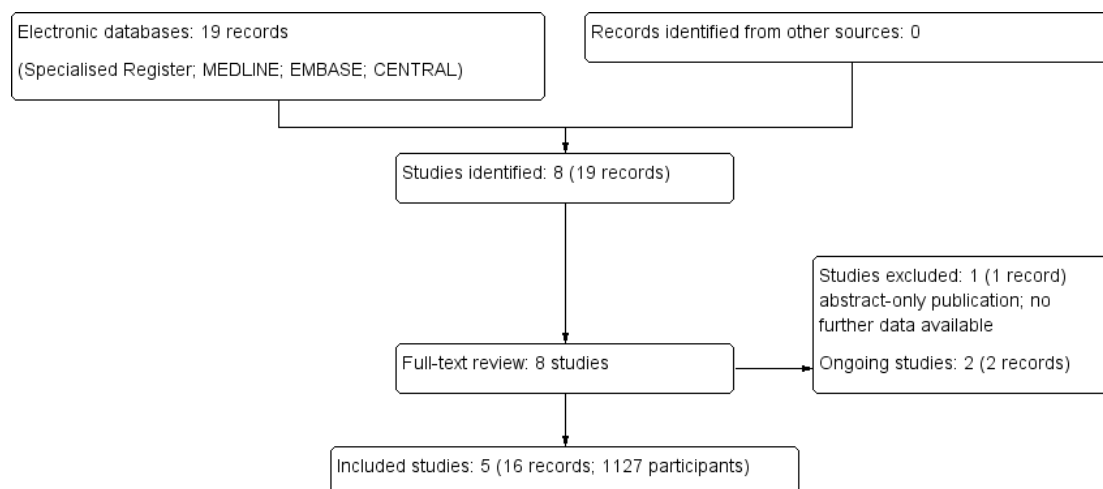 Electronic databases: 19 records
(Specialised Register; MEDLINE; EMBASE; CENTRAL)
Records identified from other sources: 0
Studies identified: 8 (19 records)
Studies excluded: 1 (1 record)
abstract-only publication; no
further data available
Ongoing studies: 2 (2 records)
Full-text review: 8 studies
Included studies: 5 (16 records; 1127 participants)